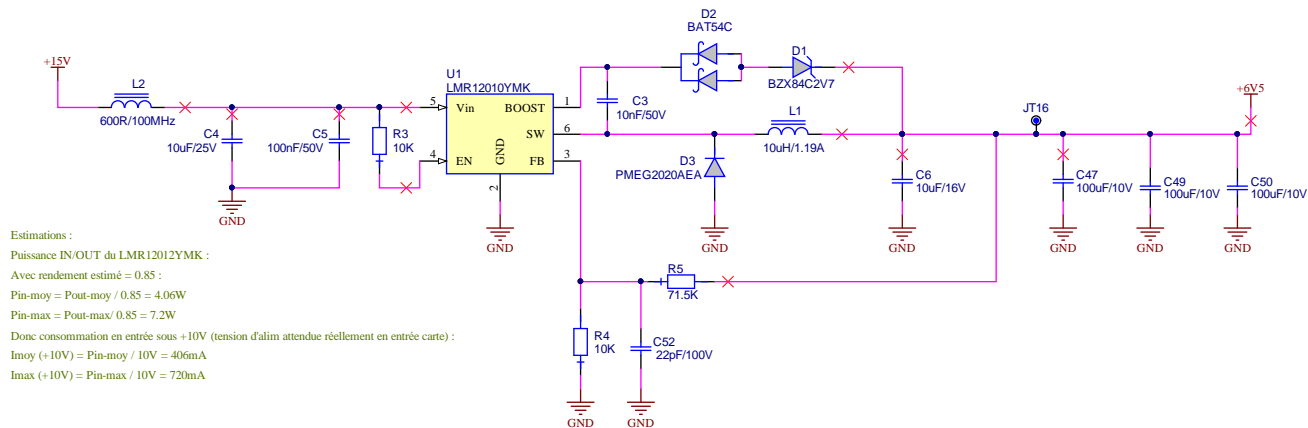 +15V
L2
600R/100MHz
C4
10uF/25V
GND
C5
100nF/50V
R3
10K
U1
LMR12010YMK
5
Vin
4
EN
BOOST
1
SW
6
FB
3
GND
2
GND
C3
10nF/50V
D2
BAT54C
D1
BZX84C2V7
L1
10uH/1.19A
D3
PMEG2020AEA
GND
C6
10uF/16V
GND
JT16
+6V5
C47
100uF/10V
GND
C49
100uF/10V
GND
C50
100uF/10V
GND
R5
71.5K
R4
10K
GND
C52
22pF/100V
GND
Estimations :
Puissance IN/OUT du LMR12012YMK :
Avec rendement estimé = 0.85 :
Pin-moy = Pout-moy / 0.85 = 4.06W
Pin-max = Pout-max/ 0.85 = 7.2W
Donc consommation en entrée sous +10V (tension d'alim attendue réellement en entrée carte) :
Imoy (+10V) = Pin-moy / 10V = 406mA
Imax (+10V) = Pin-max / 10V = 720mA